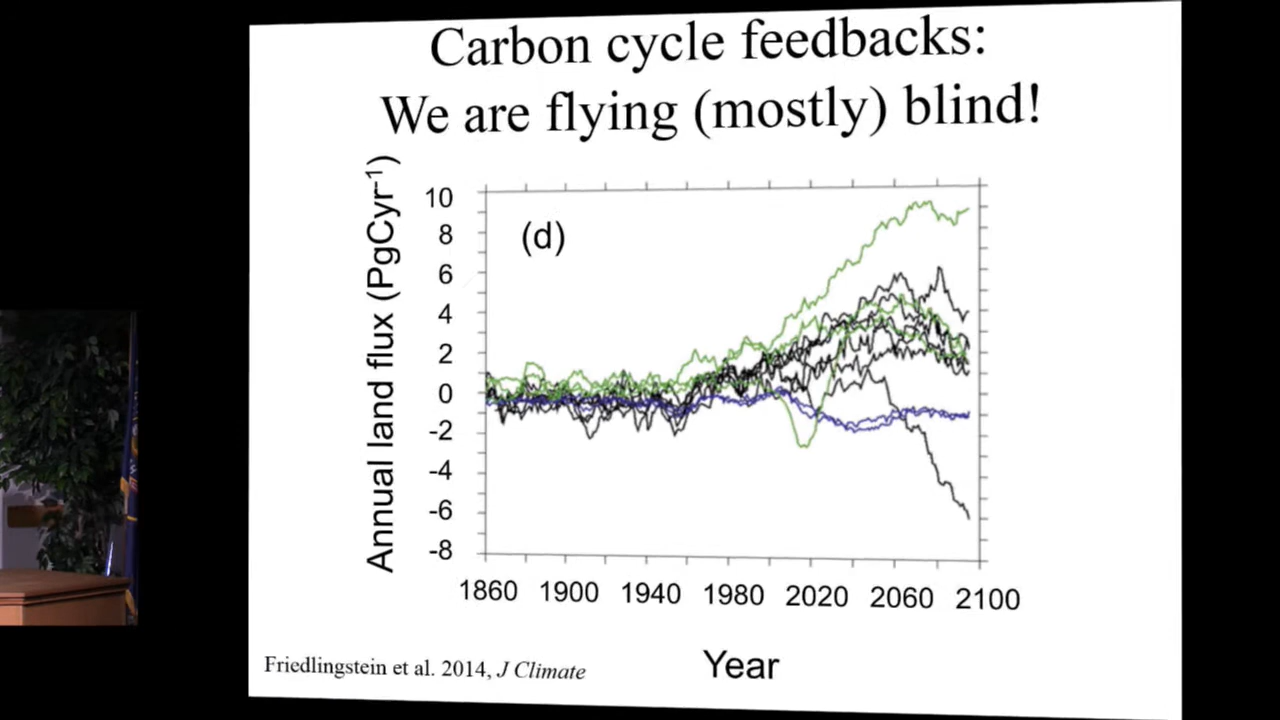 Carbon cycle feedbacks:
We are flying (mostly) blind!
Annual land flux (PgCyr-1)
10
8
6
4
2
0
-2
-4
-6
-8
(d)
1860 1900 1940 1980 2020 2060 2100
Year
Friedlingstein et al. 2014, J Climate